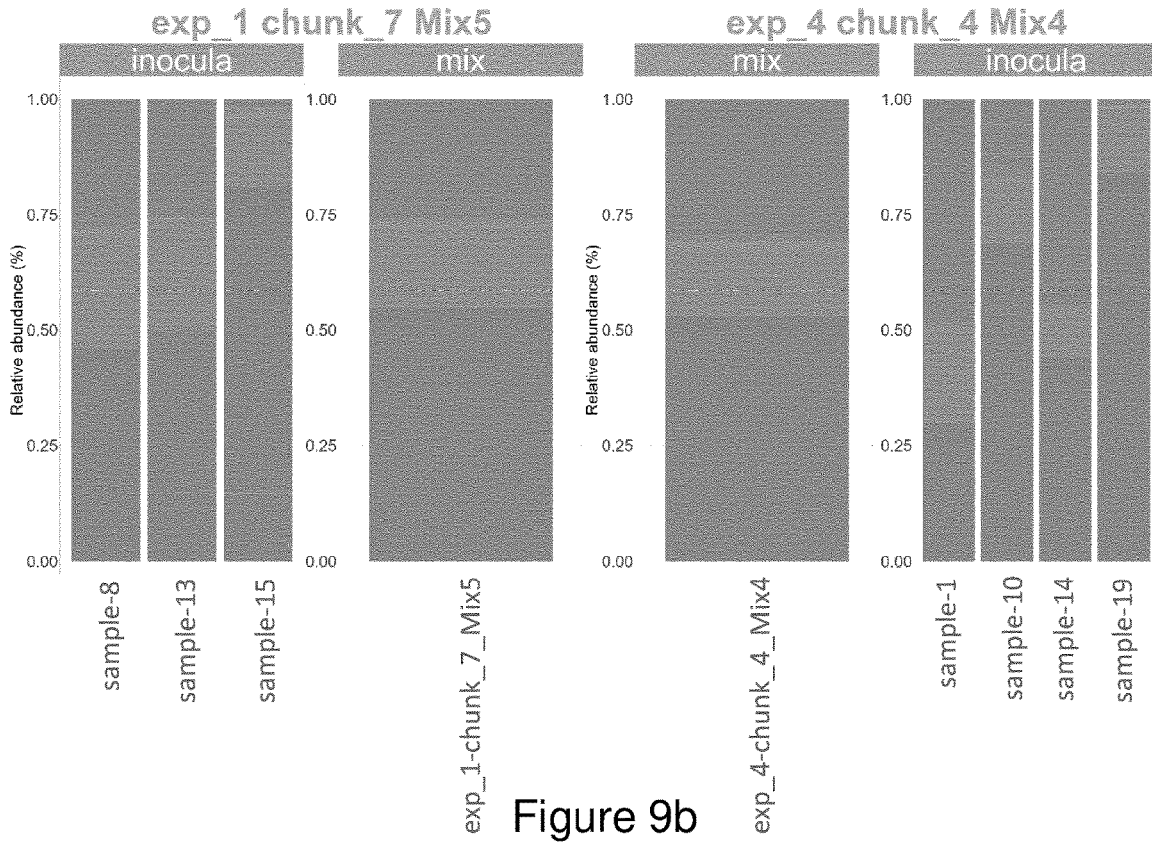 exp_1 chunk_7 Mix5
exp_4 chunk_4 Mix4
inocula
mix
mix
inocula
Relative abundance (%)
1.00
0.75
0.50
0.25
0.00
1.00
0.75
0.50
0.25
0.00
Relative abundance (%)
1.00
0.75
0.50
0.25
0.00
1.00
0.75
0.50
0.25
0.00
sample-8
sample-13
sample-15
exp_1-chunk_7_Mix5
exp_4-chunk_4_Mix4
sample-1
sample-10
sample-14
sample-19
Figure 9b